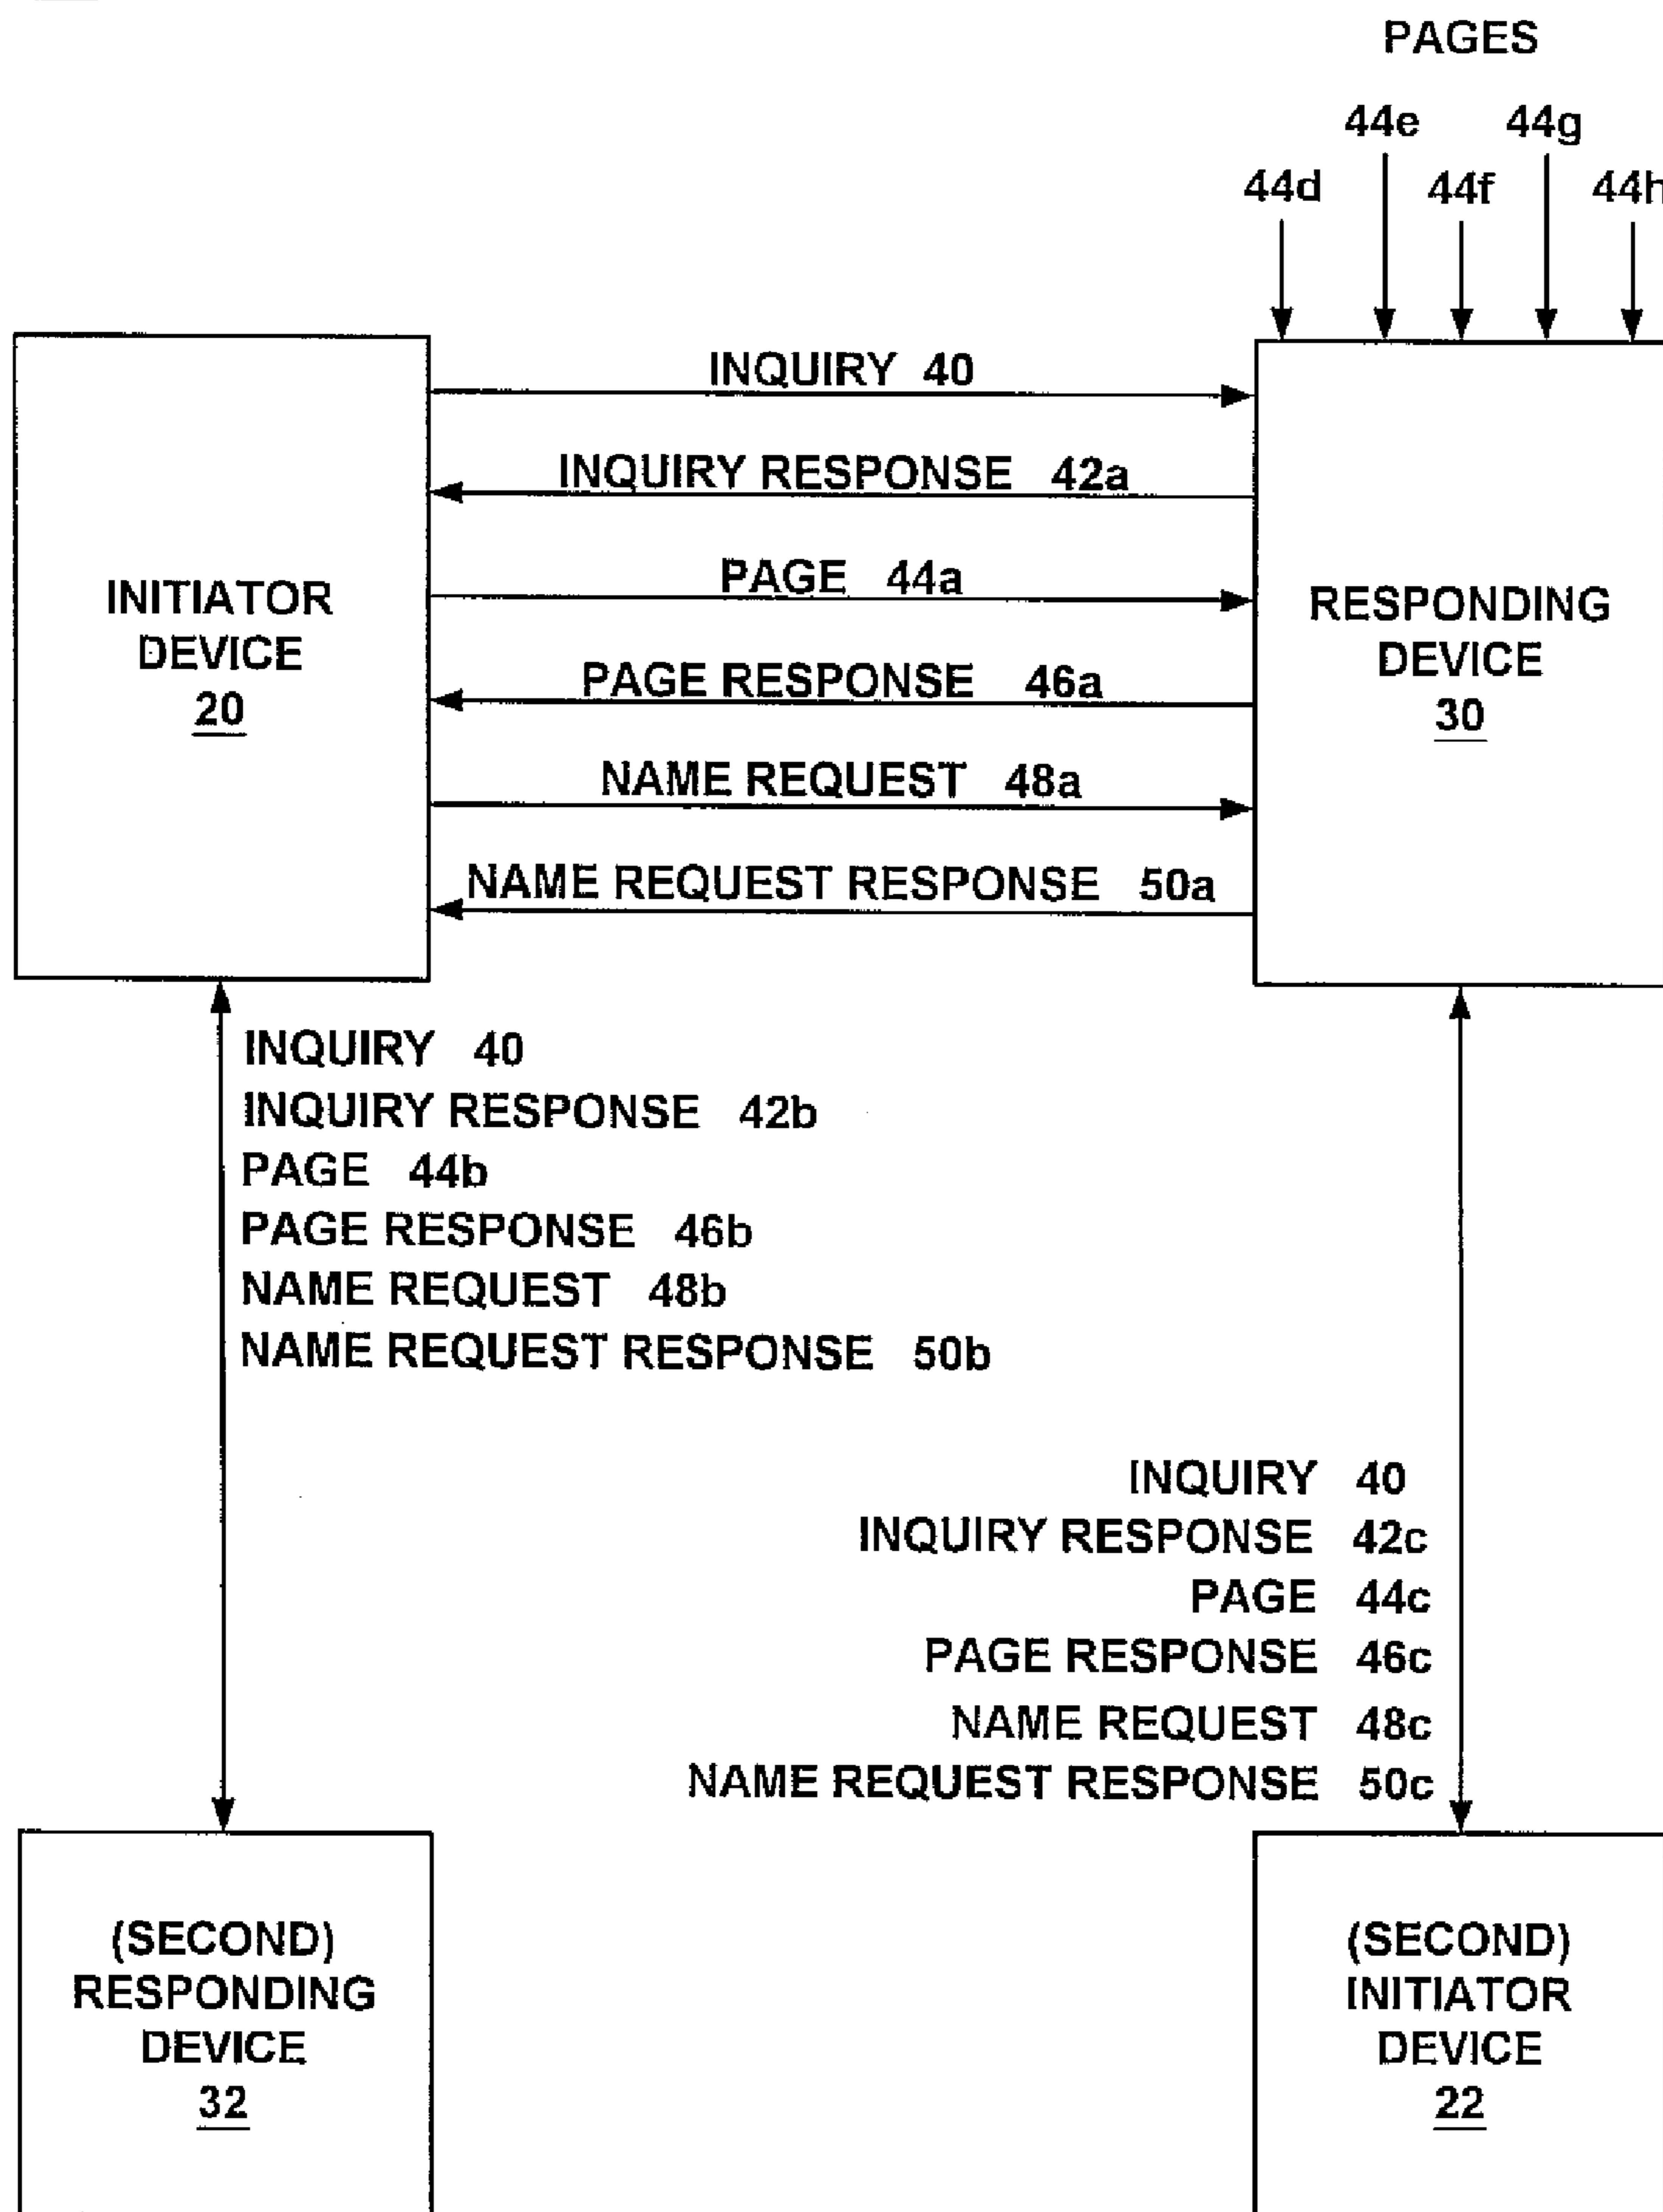 PAGES
44e 44g
44d 44f 44h
INQUIRY 40
INQUIRY RESPONSE 42a
PAGE 44a
PAGE RESPONSE 46a
NAME REQUEST 48a
NAME REQUEST RESPONSE 50a
INITIATOR
DEVICE
20
RESPONDING
DEVICE
30
INQUIRY 40
INQUIRY RESPONSE 42b
PAGE 44b
PAGE RESPONSE 46b
NAME REQUEST 48b
NAME REQUEST RESPONSE 50b
INQUIRY 40
INQUIRY RESPONSE 42c
PAGE 44c
PAGE RESPONSE 46c
NAME REQUEST 48c
NAME REQUEST RESPONSE 50c
(SECOND)
RESPONDING
DEVICE
32
(SECOND)
INITIATOR
DEVICE
22